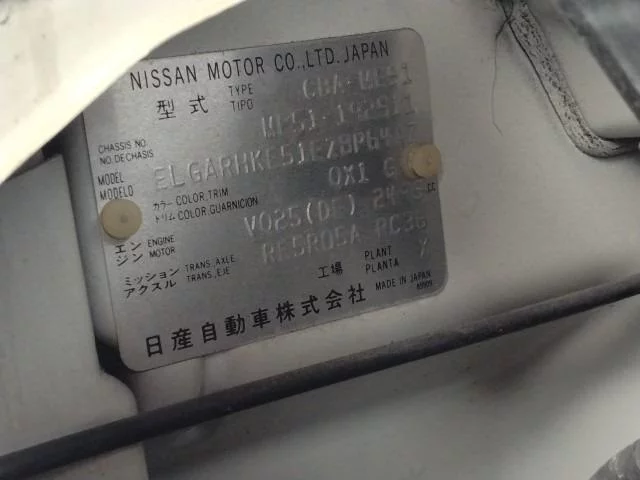 NISSAN MOTOR CO.,LTD. JAPAN
型式 TYPE TIPO CBA-ME51
CHASSIS NO. NO. DE CHASIS
MODEL MODELO
カラー COLOR,TRIM トリム COLOR,GUARNICION QX1 G
エンジン ENGINE MOTOR VQ25(DE) CC
ミッション アクスル TRANS.,AXLE TRANS.,EJE RE5R05A RC36
工場 PLANT PLANTA
MADE IN JAPAN
日産自動車株式会社